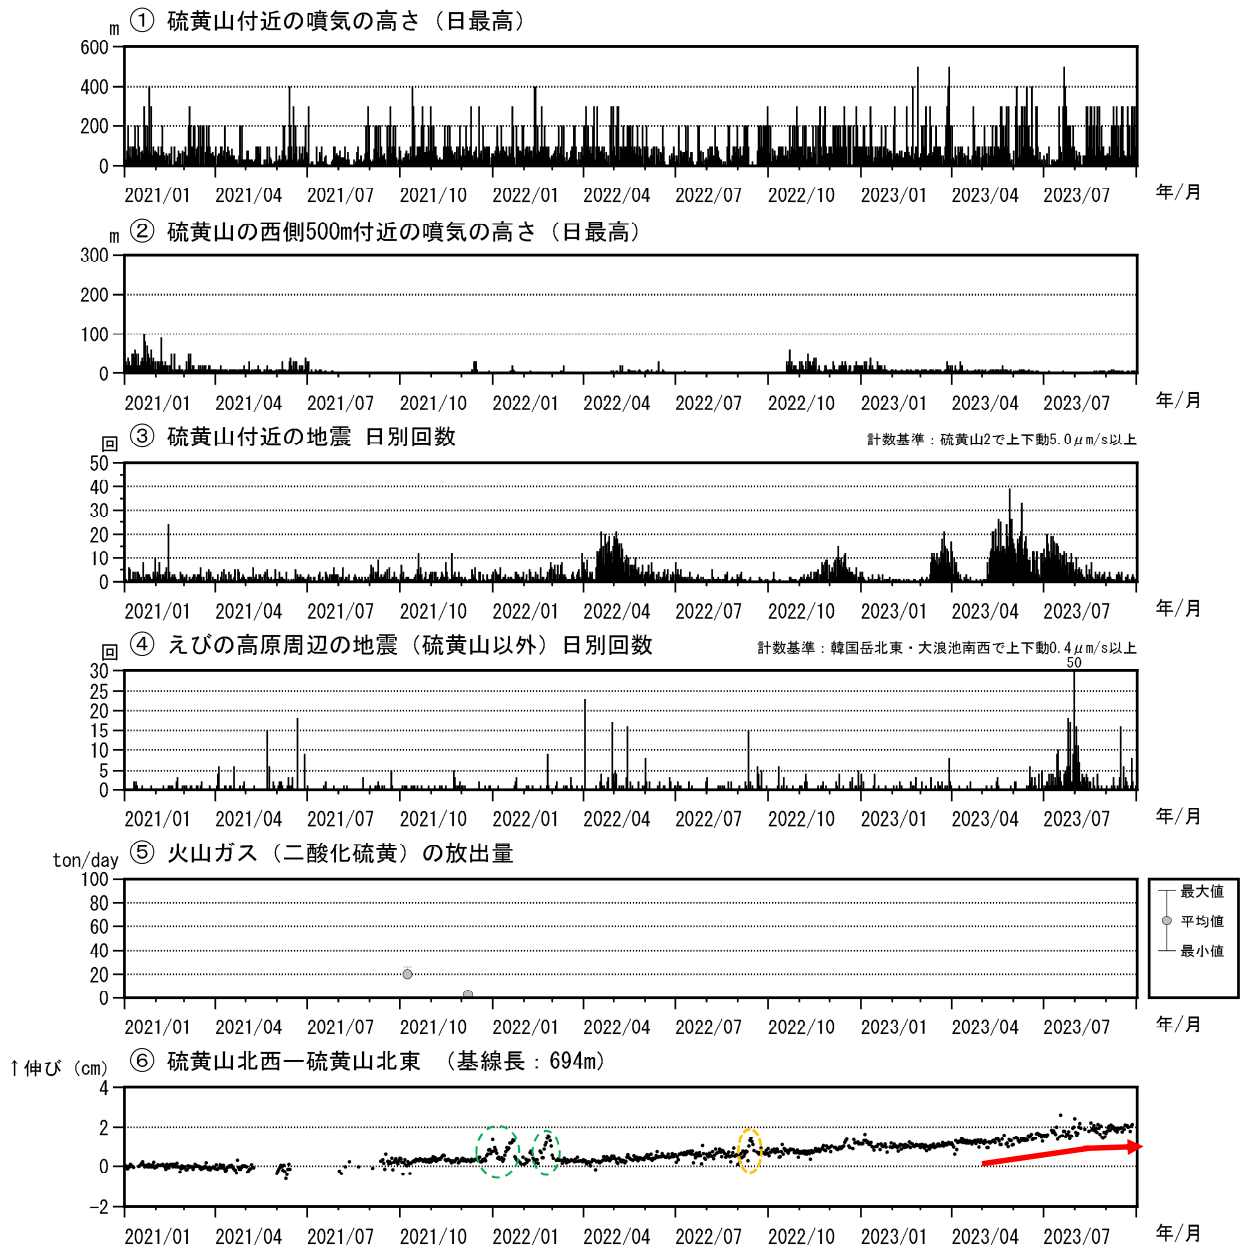 ① 硫黄山付近の噴気の高さ（日最高）
m
600
400
200
0
2021/01 2021/04 2021/07 2021/10 2022/01 2022/04 2022/07 2022/10 2023/01 2023/04 2023/07 年/月
② 硫黄山の西側500m付近の噴気の高さ（日最高）
m
300
200
100
0
2021/01 2021/04 2021/07 2021/10 2022/01 2022/04 2022/07 2022/10 2023/01 2023/04 2023/07 年/月
③ 硫黄山付近の地震 日別回数 計数基準：硫黄山2で上下動5.0μm/s以上
回
50
40
30
20
10
0
2021/01 2021/04 2021/07 2021/10 2022/01 2022/04 2022/07 2022/10 2023/01 2023/04 2023/07 年/月
④ えびの高原周辺の地震（硫黄山以外）日別回数 計数基準：韓国岳北東・大浪池南西で上下動0.4μm/s以上
回
50
30
25
20
15
10
5
0
2021/01 2021/04 2021/07 2021/10 2022/01 2022/04 2022/07 2022/10 2023/01 2023/04 2023/07 年/月
⑤ 火山ガス（二酸化硫黄）の放出量
ton/day
100
80
60
40
20
0
最大値
平均値
最小値
2021/01 2021/04 2021/07 2021/10 2022/01 2022/04 2022/07 2022/10 2023/01 2023/04 2023/07 年/月
⑥ 硫黄山北西ー硫黄山北東 （基線長：694m）
↑伸び（cm）
4
2
0
-2
2021/01 2021/04 2021/07 2021/10 2022/01 2022/04 2022/07 2022/10 2023/01 2023/04 2023/07 年/月